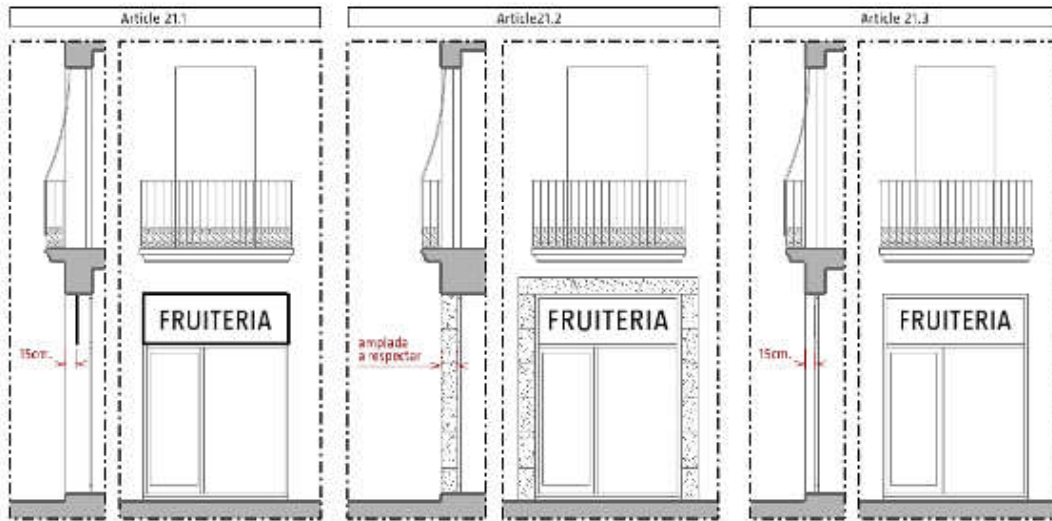 Article 21.1
Article21.2
Article 21.3
15cm.
FRUITERIA
amplada
a respectar
FRUITERIA
15cm.
FRUITERIA